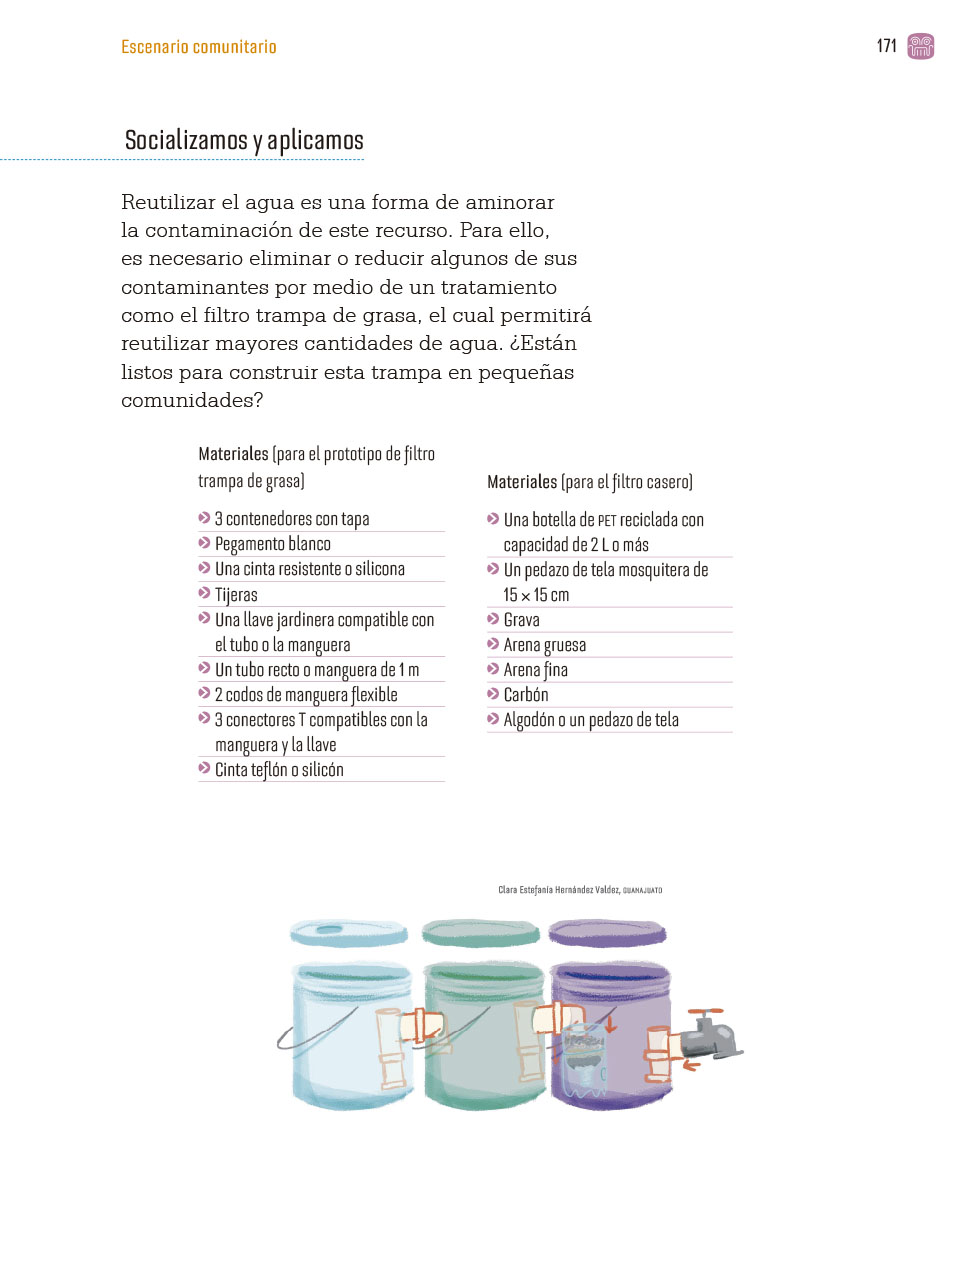 Escenario comunitario
171
Socializamos y aplicamos
Reutilizar el agua es una forma de aminorar
la contaminación de este recurso. Para ello,
es necesario eliminar o reducir algunos de sus
contaminantes por medio de un tratamiento
como el filtro trampa de grasa, el cual permitirá
reutilizar mayores cantidades de agua. ¿Están
listos para construir esta trampa en pequeñas
comunidades?
Materiales (para el prototipo de filtro
trampa de grasa)
3 contenedores con tapa
Pegamento blanco
Una cinta resistente o silicona
Tijeras
Una llave jardinera compatible con
el tubo o la manguera
Un tubo recto o manguera de 1 m
2 codos de manguera flexible
3 conectores T compatibles con la
manguera y la llave
Cinta teflón o silicón
Materiales (para el filtro casero)
Una botella de PET reciclada con
capacidad de 2 L o más
Un pedazo de tela mosquitera de
15 × 15 cm
Grava
Arena gruesa
Arena fina
Carbón
Algodón o un pedazo de tela
Clara Estefanía Hernández Valdez, GUANAJUATO